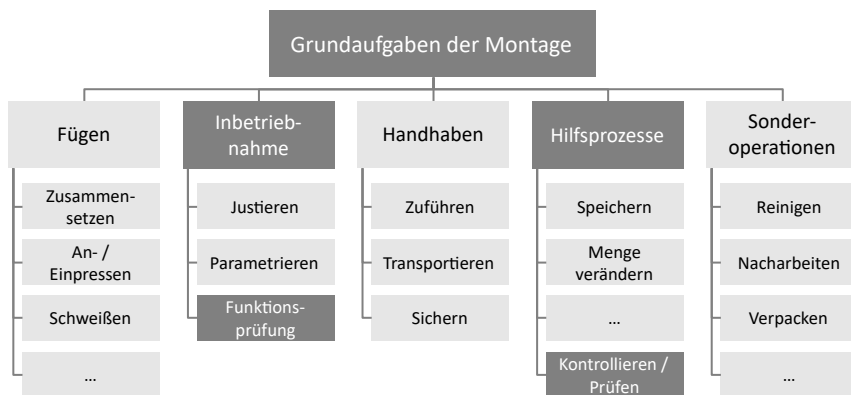 Grundaufgaben der Montage
Fügen
Zusammen-
setzen
An- /
Einpressen
Schweißen
...
Inbetrieb-
nahme
Justieren
Parametrieren
Funktions-
prüfung
Handhaben
Zuführen
Transportieren
Sichern
Hilfsprozesse
Speichern
Menge
verändern
...
Kontrollieren /
Prüfen
Sonder-
operationen
Reinigen
Nacharbeiten
Verpacken
...